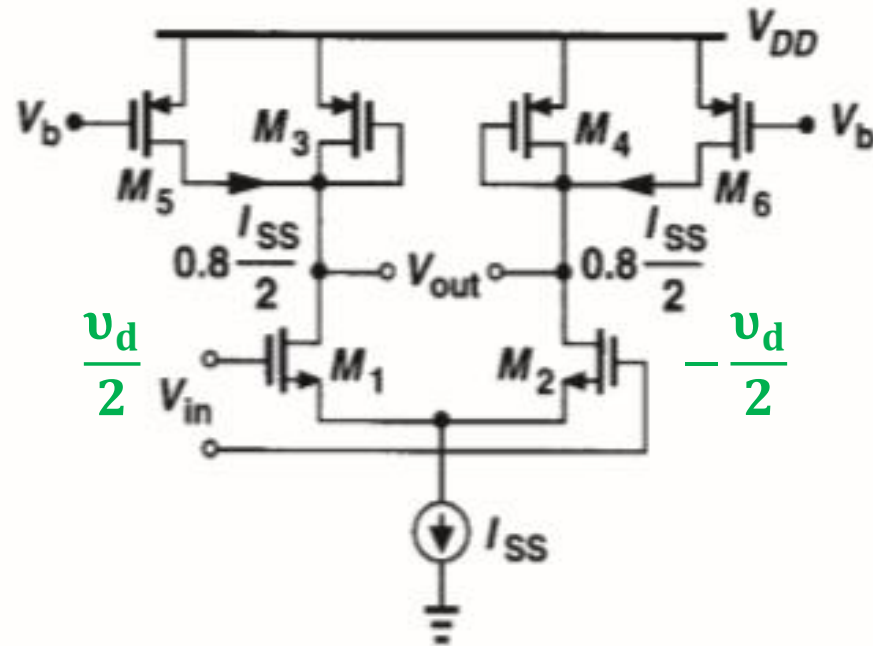 V_DD
V_b
M_3
M_4
V_b
M_5
M_6
0.8 I_SS/2
V_out
0.8 I_SS/2
υ_d/2
V_in
M_1
M_2
−υ_d/2
I_SS